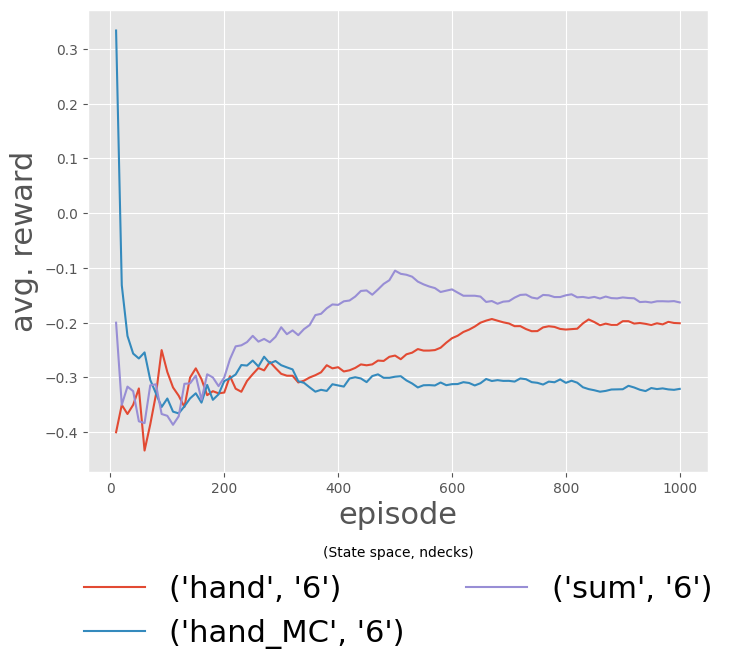 0.3
0.2
0.1
0.0
−0.1
−0.2
−0.3
−0.4
avg. reward
0 200 400 600 800 1000
episode
(State space, ndecks)
('hand', '6') ('sum', '6')
('hand_MC', '6')